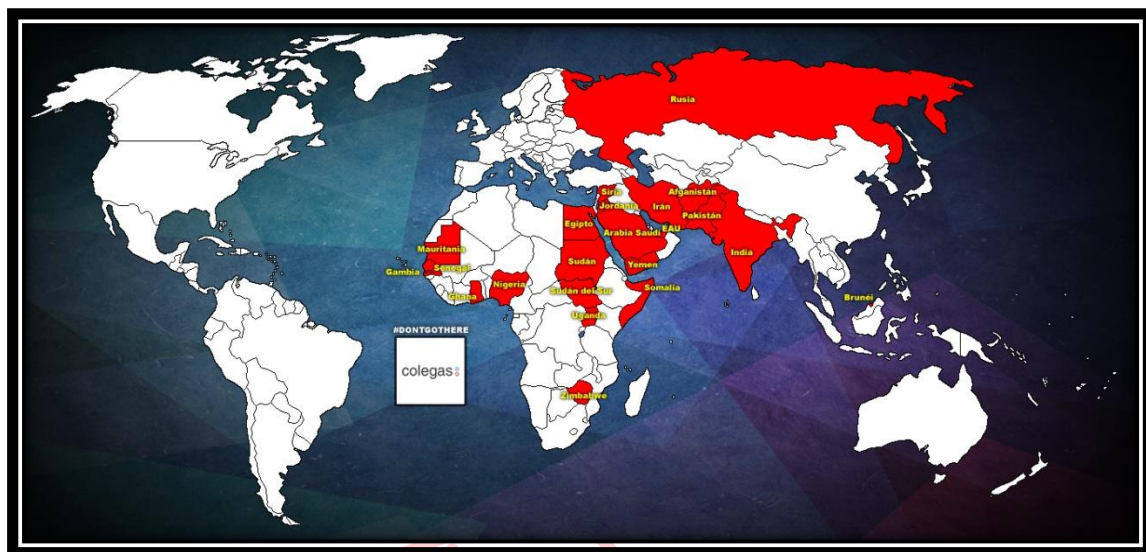 Rusia
Siria
Afganistán
Jordania
Irán
Pakistán
Egipto
EAU
Arabia Saudí
Mauritania
India
Sudán
Yemen
Gambia
Senegal
Nigeria
Somalia
Sudán del Sur
Ghana
Brunéi
Uganda
#DONTGOTHERE
colegas
Zimbabwe